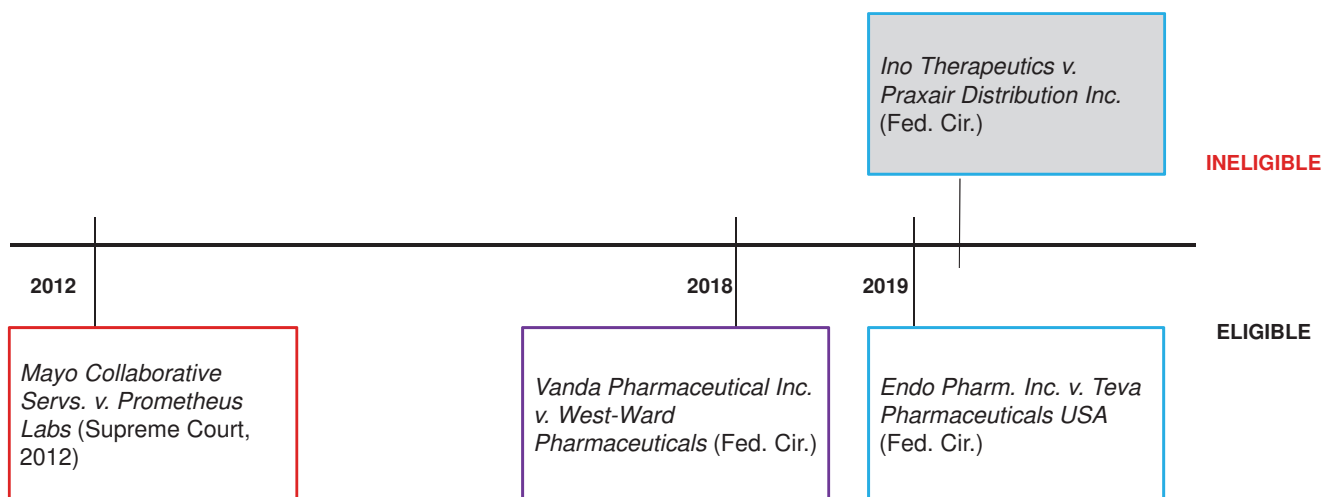 Ino Therapeutics v.
Praxair Distribution Inc.
(Fed. Cir.)
INELIGIBLE
2012
2018
2019
ELIGIBLE
Mayo Collaborative
Servs. v. Prometheus
Labs (Supreme Court,
2012)
Vanda Pharmaceutical Inc.
v. West-Ward
Pharmaceuticals (Fed. Cir.)
Endo Pharm. Inc. v. Teva
Pharmaceuticals USA
(Fed. Cir.)